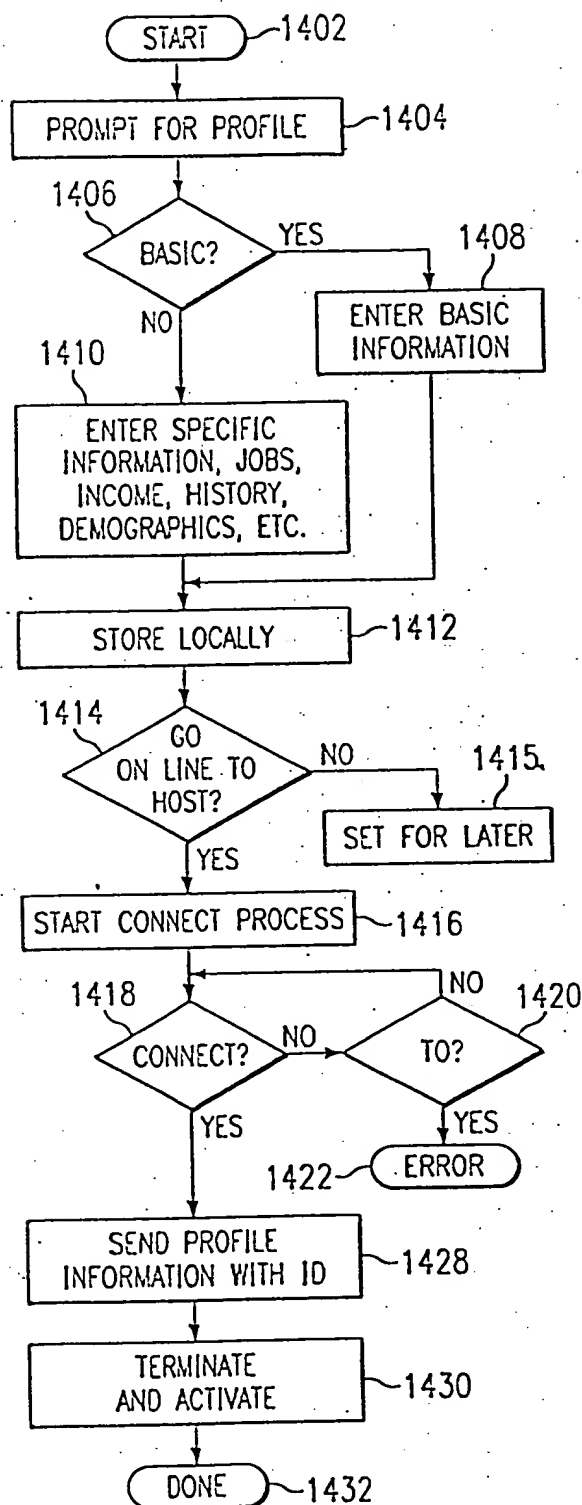 START
1402
PROMPT FOR PROFILE
1404
1406
BASIC?
YES
1408
NO
ENTER BASIC
INFORMATION
1410
ENTER SPECIFIC
INFORMATION, JOBS,
INCOME, HISTORY,
DEMOGRAPHICS, ETC.
STORE LOCALLY
1412
1414
GO
ON LINE TO
HOST?
NO
1415
SET FOR LATER
YES
START CONNECT PROCESS
1416
NO
1418
1420
CONNECT?
NO
TO?
YES
YES
1422
ERROR
SEND PROFILE
INFORMATION WITH ID
1428
TERMINATE
AND ACTIVATE
1430
DONE
1432